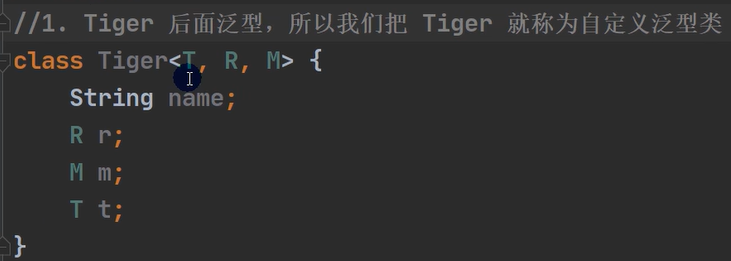 //1. Tiger 后面泛型，所以我们把 Tiger 就称为自定义泛型类
class Tiger<T, R, M> {
    String name;
    R r;
    M m;
    T t;
}